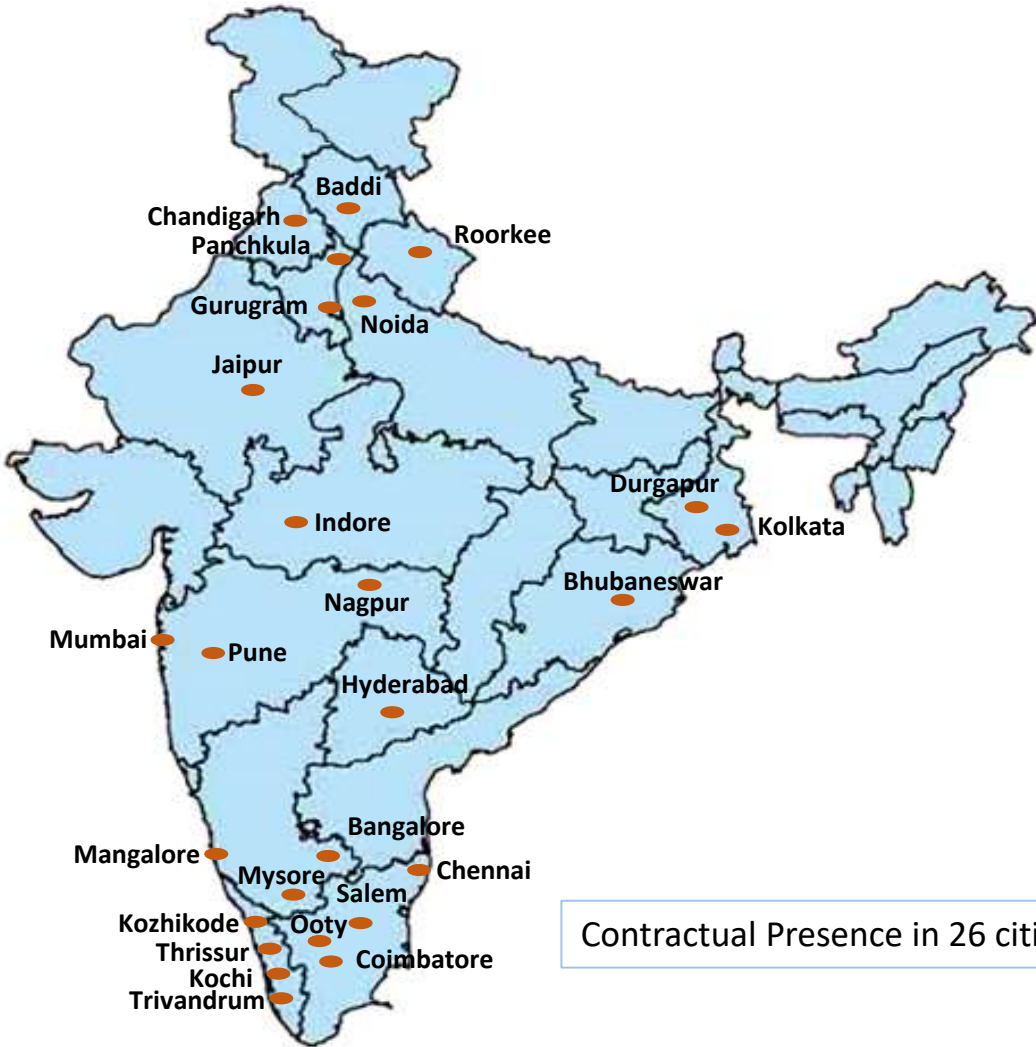 Baddi
Chandigarh
Roorkee
Panchkula
Gurugram
Noida
Jaipur
Durgapur
Indore
Kolkata
Bhubaneswar
Nagpur
Mumbai
Pune
Hyderabad
Bangalore
Mangalore
Chennai
Mysore
Salem
Kozhikode
Ooty
Thrissur
Coimbatore
Kochi
Trivandrum
Contractual Presence in 26 citi